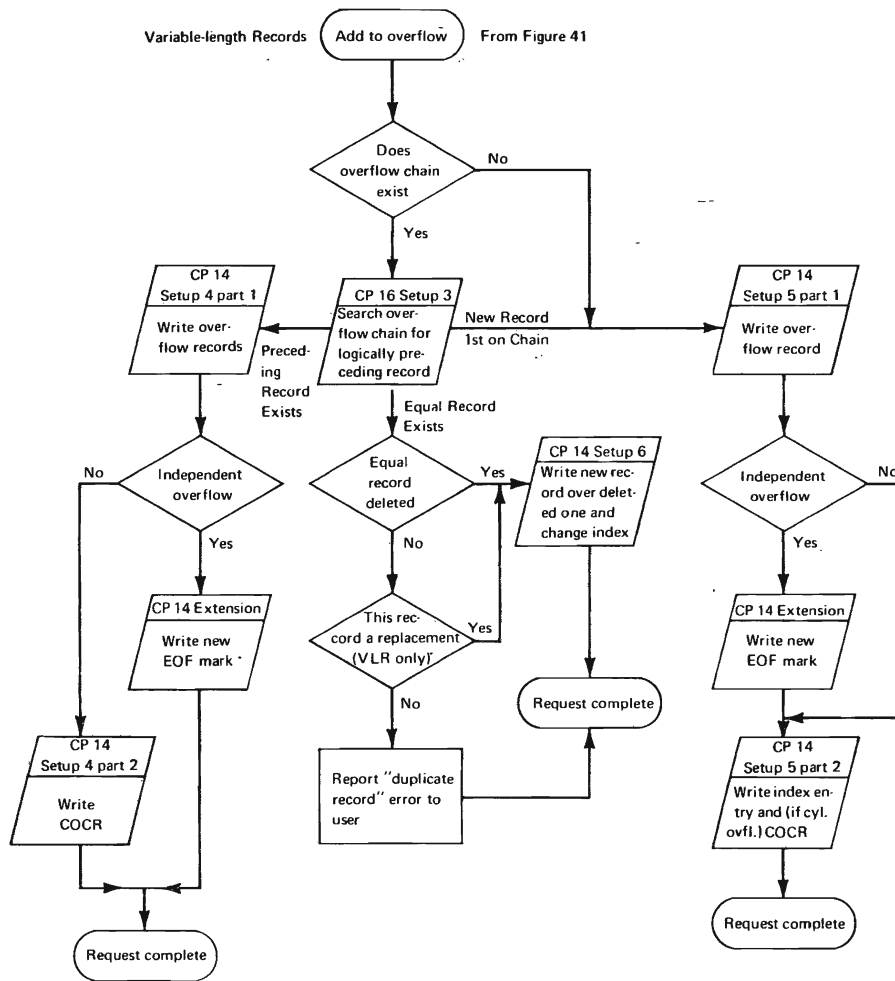 Variable-length Records
Add to overflow
From Figure 41
Does
overflow chain
exist
No
Yes
CP 14
Setup 4 part 1
Write over-
flow records
CP 16 Setup 3
Search over-
flow chain for
logically pre-
ceding record
New Record
1st on Chain
CP 14
Setup 5 part 1
Write over-
flow record
Preced-
ing
Record
Exists
Equal Record
Exists
No
Independent
overflow
Yes
Equal
record
deleted
Yes
No
CP 14 Setup 6
Write new rec-
ord over deleted
one and
change index
Independent
overflow
No
Yes
CP 14 Extension
Write new
EOF mark
This rec-
ord a replacement
(VLR only)
Yes
No
CP 14 Extension
Write new
EOF mark
Request complete
CP 14
Setup 4 part 2
Write
COCR
Report "duplicate
record" error to
user
CP 14
Setup 5 part 2
Write index en-
try and (if cyl.
ovfl.) COCR
Request complete
Request complete